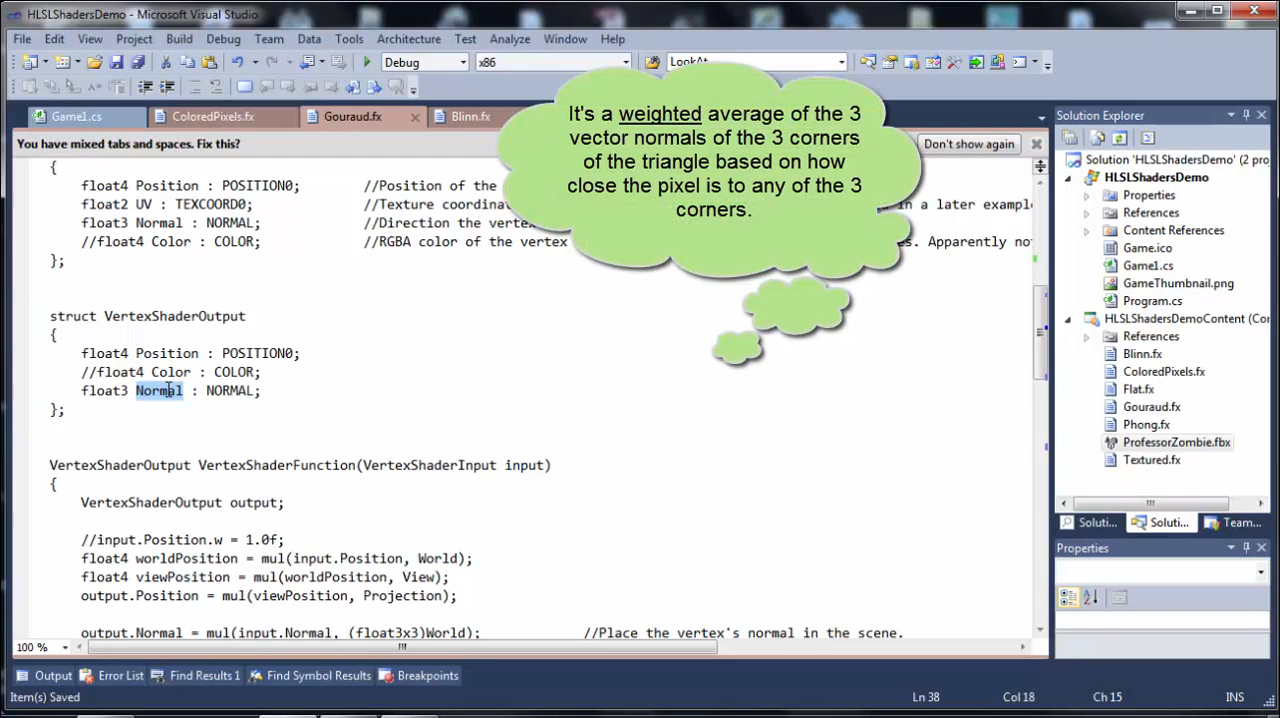 HLSLShadersDemo - Microsoft Visual Studio
File Edit View Project Build Debug Team Data Tools Architecture Test Analyze Window Help
Debug x86 LookAt
Game1.cs ColoredPixels.fx Gouraud.fx Blinn.fx
You have mixed tabs and spaces. Fix this? Don't show again
It's a weighted average of the 3
vector normals of the 3 corners
of the triangle based on how
close the pixel is to any of the 3
corners.
{
float4 Position : POSITION0; //Position of the
float2 UV : TEXCOORD0; //Texture coordinat in a later example
float3 Normal : NORMAL; //Direction the vertex
//float4 Color : COLOR; //RGBA color of the vertex es. Apparently no
};
struct VertexShaderOutput
{
float4 Position : POSITION0;
//float4 Color : COLOR;
float3 Normal : NORMAL;
};
VertexShaderOutput VertexShaderFunction(VertexShaderInput input)
{
VertexShaderOutput output;
//input.Position.w = 1.0f;
float4 worldPosition = mul(input.Position, World);
float4 viewPosition = mul(worldPosition, View);
output.Position = mul(viewPosition, Projection);
output.Normal = mul(input.Normal, (float3x3)World); //Place the vertex's normal in the scene.
100 %
Solution Explorer
Solution 'HLSLShadersDemo' (2 pro
HLSLShadersDemo
Properties
References
Content References
Game.ico
Game1.cs
GameThumbnail.png
Program.cs
HLSLShadersDemoContent (Co
References
Blinn.fx
ColoredPixels.fx
Flat.fx
Gouraud.fx
Phong.fx
ProfessorZombie.fbx
Textured.fx
Soluti... Soluti... Team...
Properties
Output Error List Find Results 1 Find Symbol Results Breakpoints
Item(s) Saved Ln 38 Col 18 Ch 15 INS